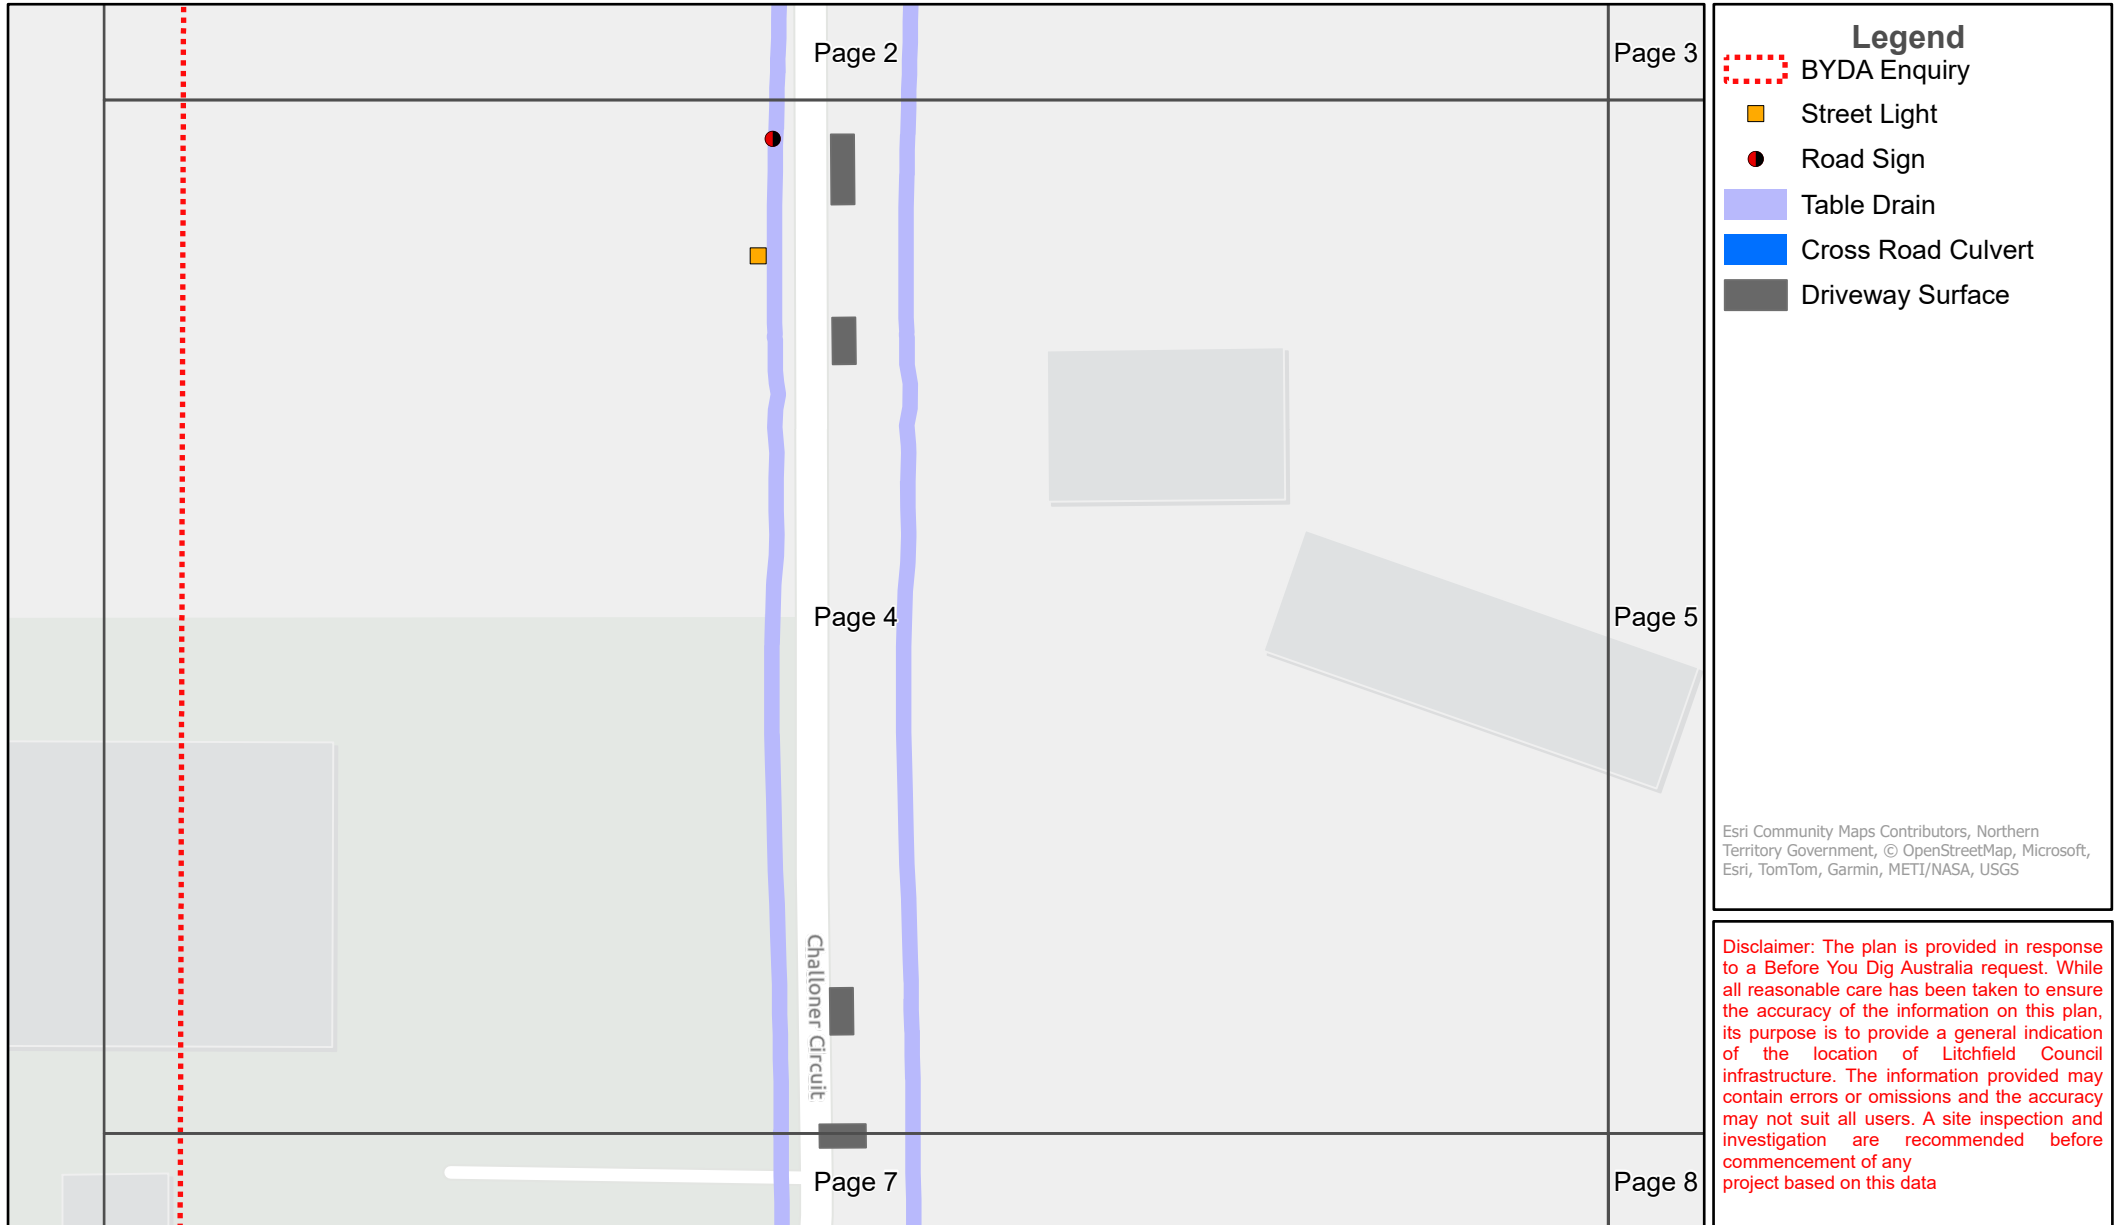 Page 2
Page 3
Page 4
Page 5
Challoner Circuit
Page 7
Page 8
Legend
BYDA Enquiry
Street Light
Road Sign
Table Drain
Cross Road Culvert
Driveway Surface
Esri Community Maps Contributors, Northern
Territory Government, © OpenStreetMap, Microsoft,
Esri, TomTom, Garmin, METI/NASA, USGS
Disclaimer: The plan is provided in response
to a Before You Dig Australia request. While
all reasonable care has been taken to ensure
the accuracy of the information on this plan,
its purpose is to provide a general indication
of the location of Litchfield Council
infrastructure. The information provided may
contain errors or omissions and the accuracy
may not suit all users. A site inspection and
investigation are recommended before
commencement of any
project based on this data